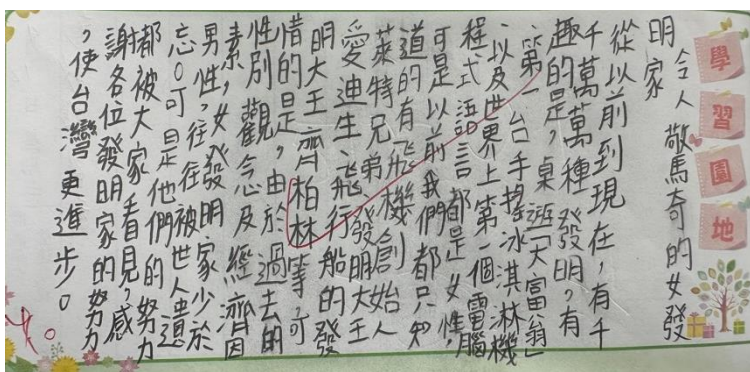 學習園地
令人驚奇的女發
明家
從以前到現在，有千
千萬萬種發明，有
趣的是，桌遊「大富翁」
、第一台手搖冰淇淋機
、以及世界上第一個電腦
程式語言都是女性，
可是以前我們都只知
道的有飛機創始人
萊特兄弟、發明大王
愛迪生、飛行船的發
明大王齊柏林等可
惜的是，由於過去的
性別觀念及經濟因
素，女發明家少於
男性，往往被世人遺
忘。可是他們的努力
都被大家看見，感
謝各位發明家的努力
，使台灣更進步。